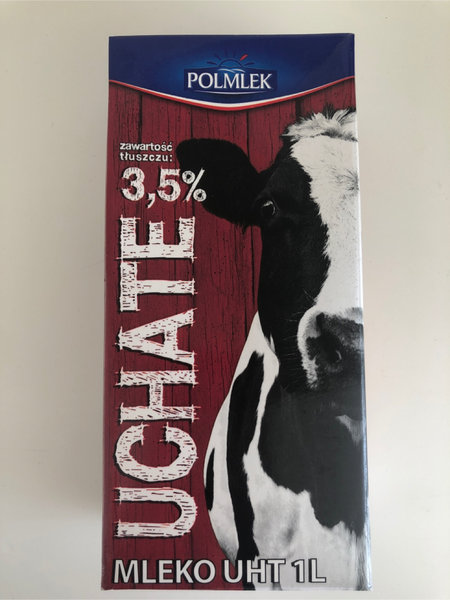 POLMLEK
zawartość
tłuszczu:
3,5%
UCHATE
MLEKO UHT 1L